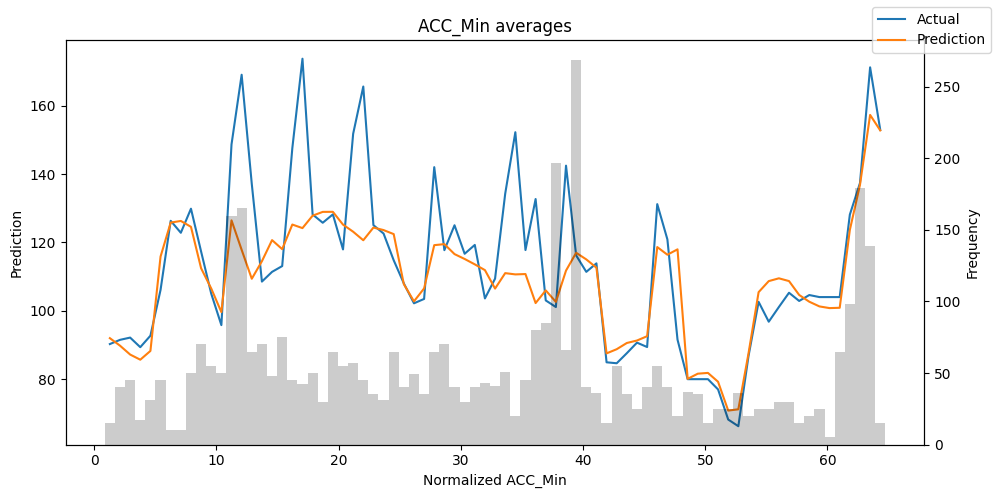 ACC_Min averages
Actual
Prediction
Prediction
160
140
120
100
80
250
200
150
100
50
0
Frequency
0 10 20 30 40 50 60
Normalized ACC_Min